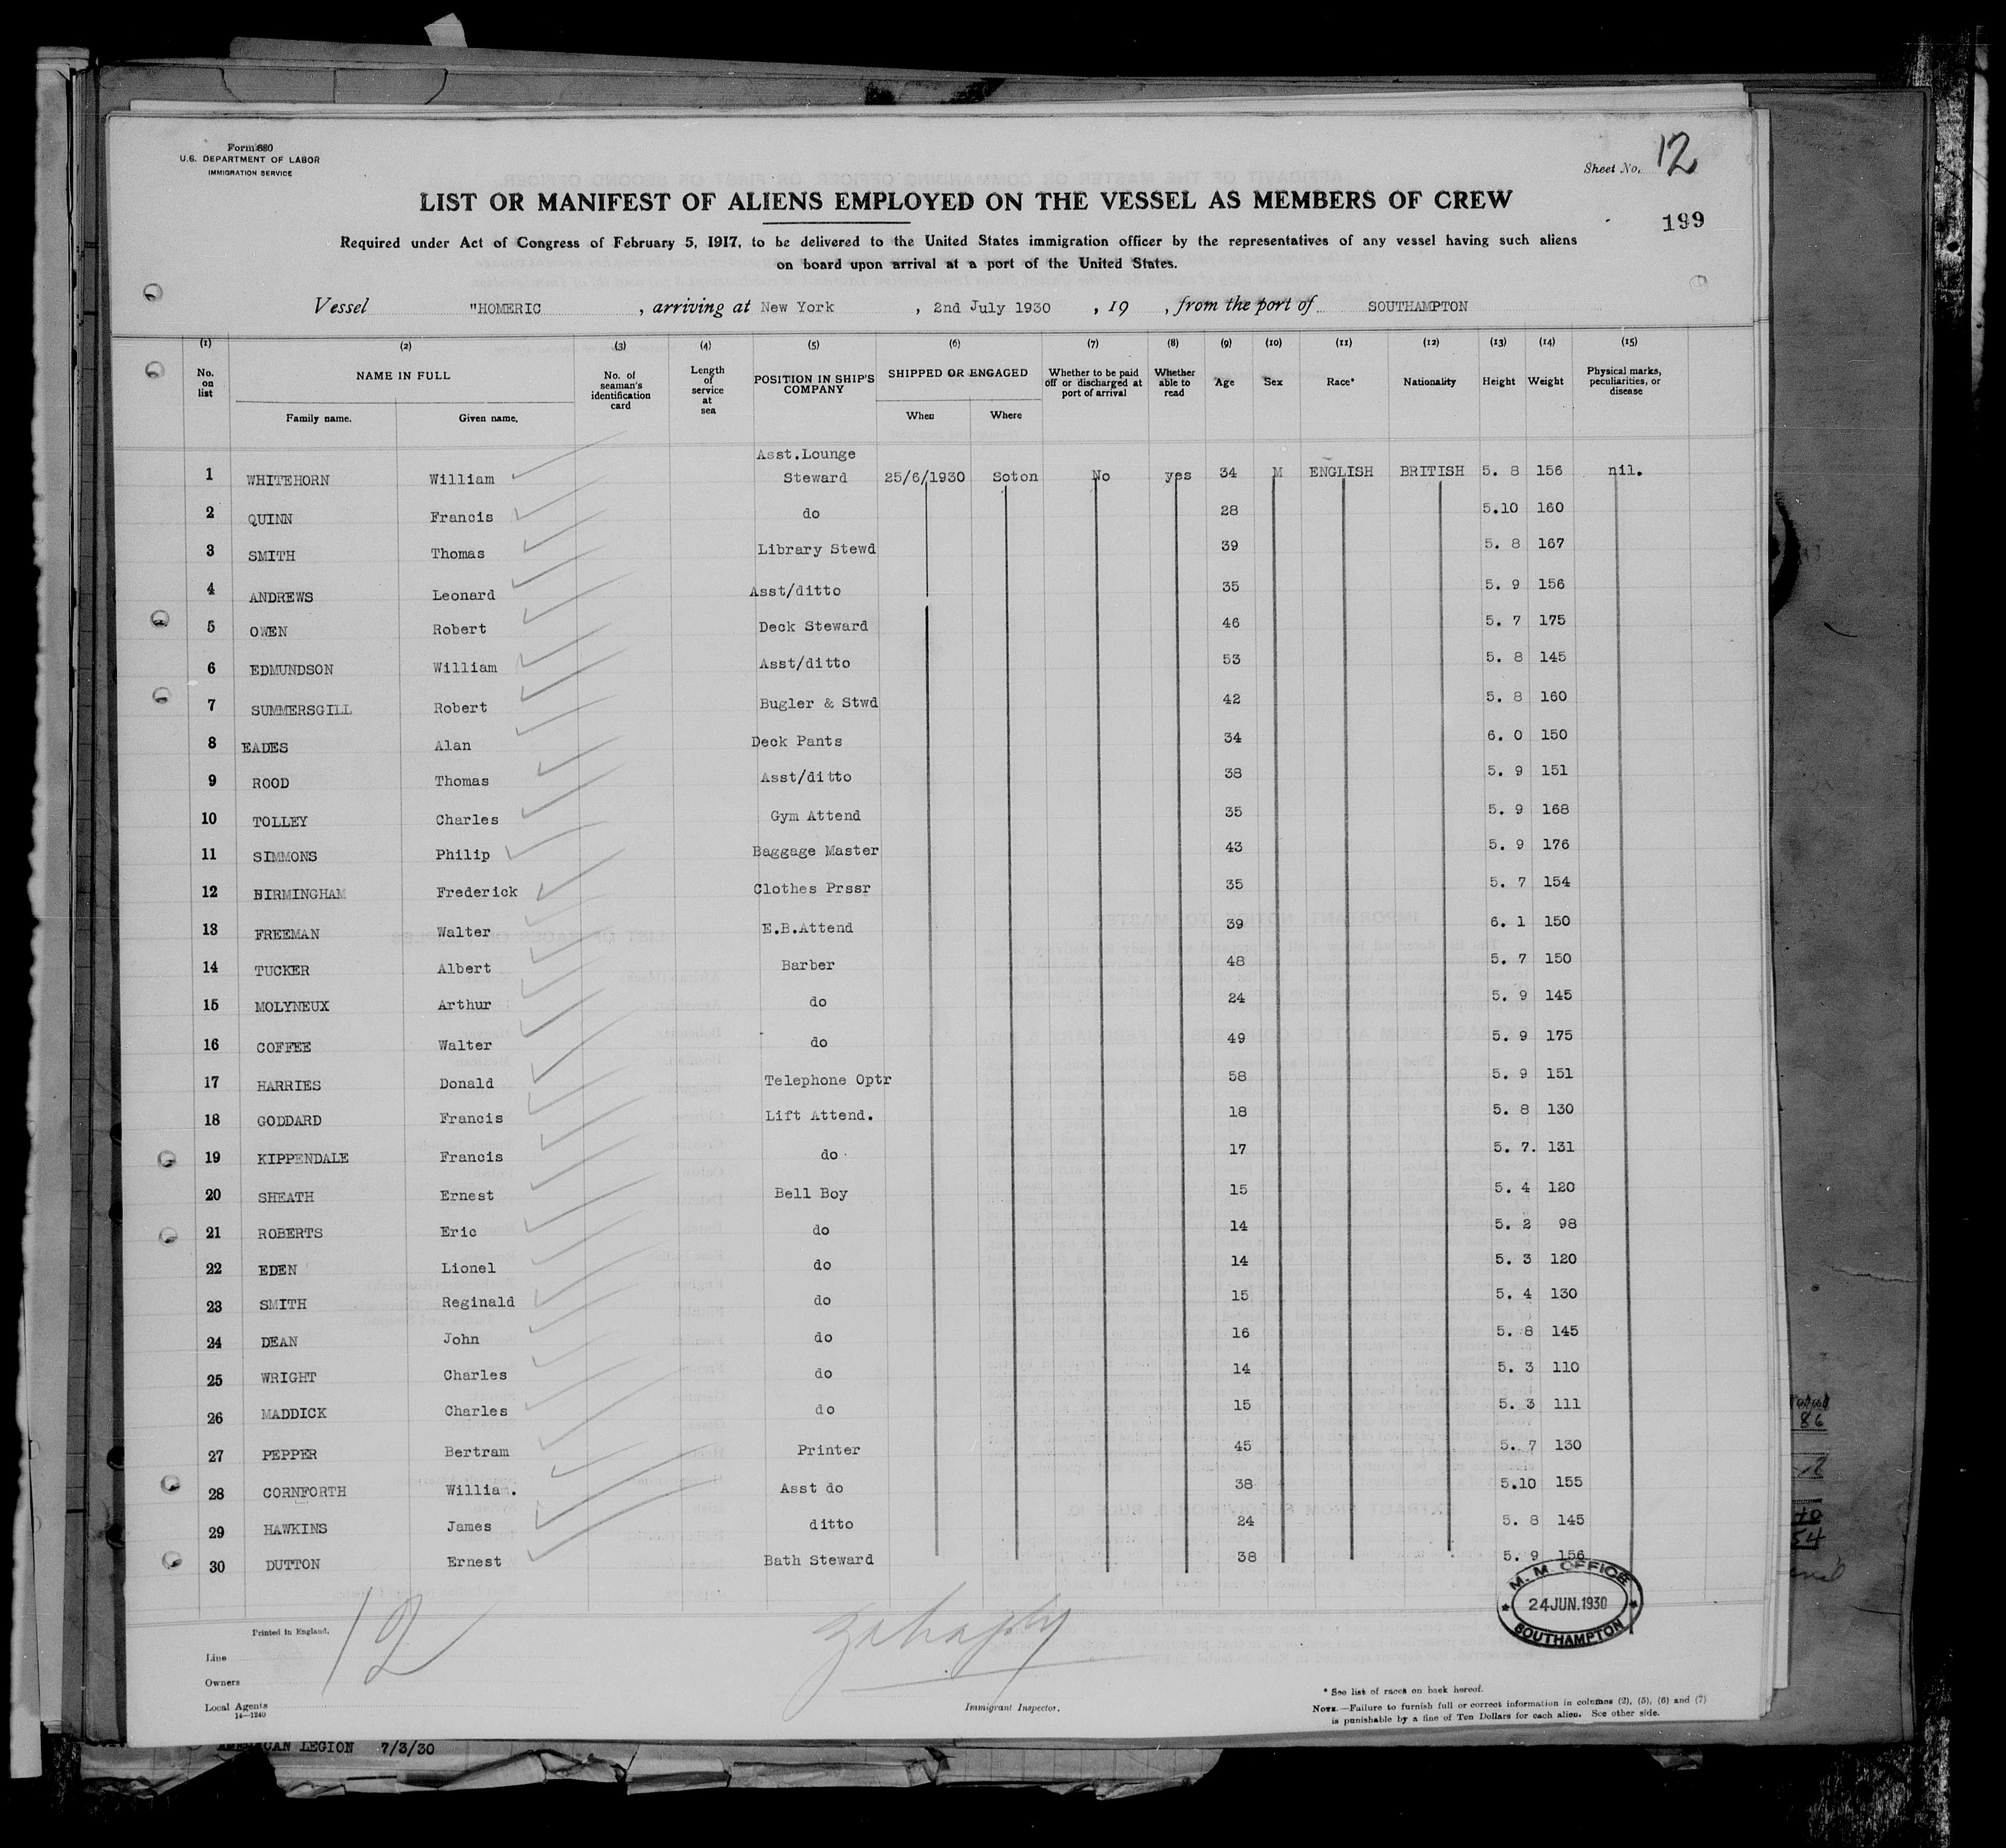 Form 680
U.S. DEPARTMENT OF LABOR
IMMIGRATION SERVICE
Sheet No. 12
199
LIST OR MANIFEST OF ALIENS EMPLOYED ON THE VESSEL AS MEMBERS OF CREW
Required under Act of Congress of February 5, 1917, to be delivered to the United States immigration officer by the representatives of any vessel having such aliens
on board upon arrival at a port of the United States.
Vessel "HOMERIC , arriving at New York , 2nd July 1930 , 19 , from the port of SOUTHAMPTON
(1) (2) (3) (4) (5) (6) (7) (8) (9) (10) (11) (12) (13) (14) (15)
No. on list NAME IN FULL Family name. Given name. No. of seaman's identification card Length of service at sea POSITION IN SHIP'S COMPANY SHIPPED OR ENGAGED When Where Whether to be paid off or discharged at port of arrival Whether able to read Age Sex Race* Nationality Height Weight Physical marks, peculiarities, or disease
1 WHITEHORN William Asst.Lounge Steward 25/6/1930 Soton No yes 34 M ENGLISH BRITISH 5. 8 156 nil.
2 QUINN Francis do 28 5.10 160
3 SMITH Thomas Library Stewd 39 5. 8 167
4 ANDREWS Leonard Asst/ditto 35 5. 9 156
5 OWEN Robert Deck Steward 46 5. 7 175
6 EDMUNDSON William Asst/ditto 53 5. 8 145
7 SUMMERSGILL Robert Bugler & Stwd 42 5. 8 160
8 EADES Alan Deck Pants 34 6. 0 150
9 ROOD Thomas Asst/ditto 38 5. 9 151
10 TOLLEY Charles Gym Attend 35 5. 9 168
11 SIMMONS Philip Baggage Master 43 5. 9 176
12 BIRMINGHAM Frederick Clothes Prssr 35 5. 7 154
13 FREEMAN Walter E.B.Attend 39 6. 1 150
14 TUCKER Albert Barber 48 5. 7 150
15 MOLYNEUX Arthur do 24 5. 9 145
16 COFFEE Walter do 49 5. 9 175
17 HARRIES Donald Telephone Optr 58 5. 9 151
18 GODDARD Francis Lift Attend. 18 5. 8 130
19 KIPPENDALE Francis do 17 5. 7. 131
20 SHEATH Ernest Bell Boy 15 5. 4 120
21 ROBERTS Eric do 14 5. 2 98
22 EDEN Lionel do 14 5. 3 120
23 SMITH Reginald do 15 5. 4 130
24 DEAN John do 16 5. 8 145
25 WRIGHT Charles do 14 5. 3 110
26 MADDICK Charles do 15 5. 3 111
27 PEPPER Bertram Printer 45 5. 7 130
28 CORNFORTH Willia . Asst do 38 5.10 155
29 HAWKINS James ditto 24 5. 8 145
30 DUTTON Ernest Bath Steward 38 5. 9 156
M. M. OFFICE
24 JUN. 1930
SOUTHAMPTON
Printed in England.
12
Line
Owners
Local Agents
14—1240
Immigrant Inspector.
* See list of races on back hereof.
NOTE.—Failure to furnish full or correct information in columns (2), (5), (6) and (7)
is punishable by a fine of Ten Dollars for each alien. See other side.
AMERICAN LEGION 7/3/30
86
54